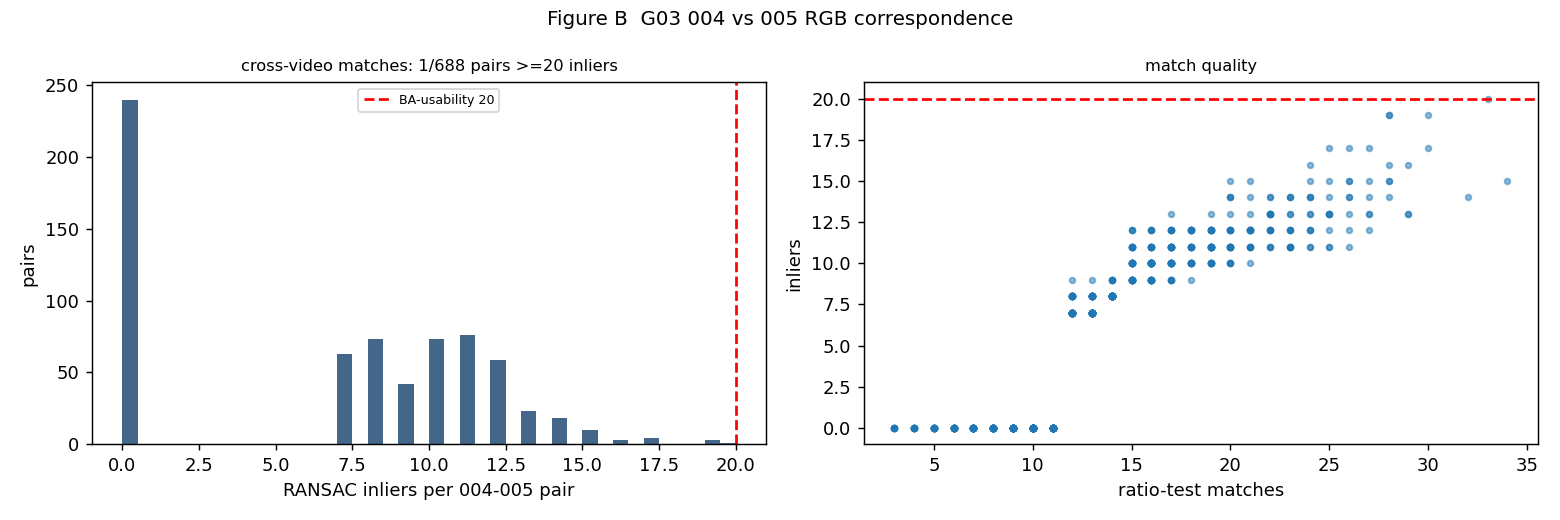 Figure B  G03 004 vs 005 RGB correspondence
cross-video matches: 1/688 pairs >=20 inliers
BA-usability 20
pairs
250
200
150
100
50
0
0.0 2.5 5.0 7.5 10.0 12.5 15.0 17.5 20.0
RANSAC inliers per 004-005 pair
match quality
inliers
20.0
17.5
15.0
12.5
10.0
7.5
5.0
2.5
0.0
5 10 15 20 25 30 35
ratio-test matches